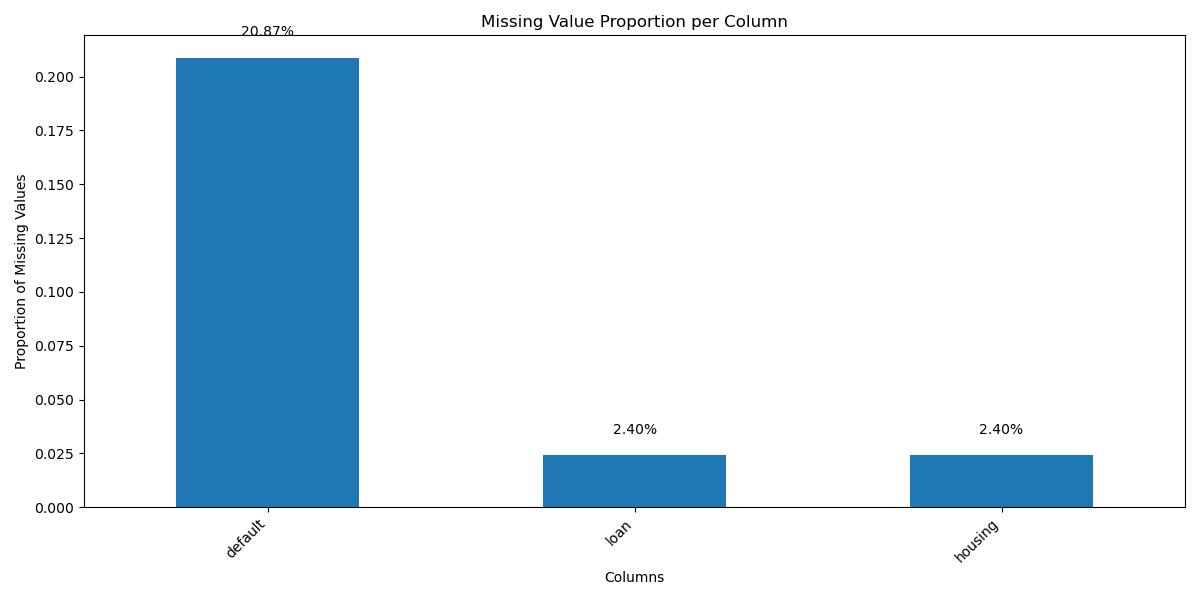 Missing Value Proportion per Column
20.87%
0.200
0.175
0.150
0.125
0.100
0.075
0.050
0.025
0.000
Proportion of Missing Values
2.40%
2.40%
default
loan
housing
Columns